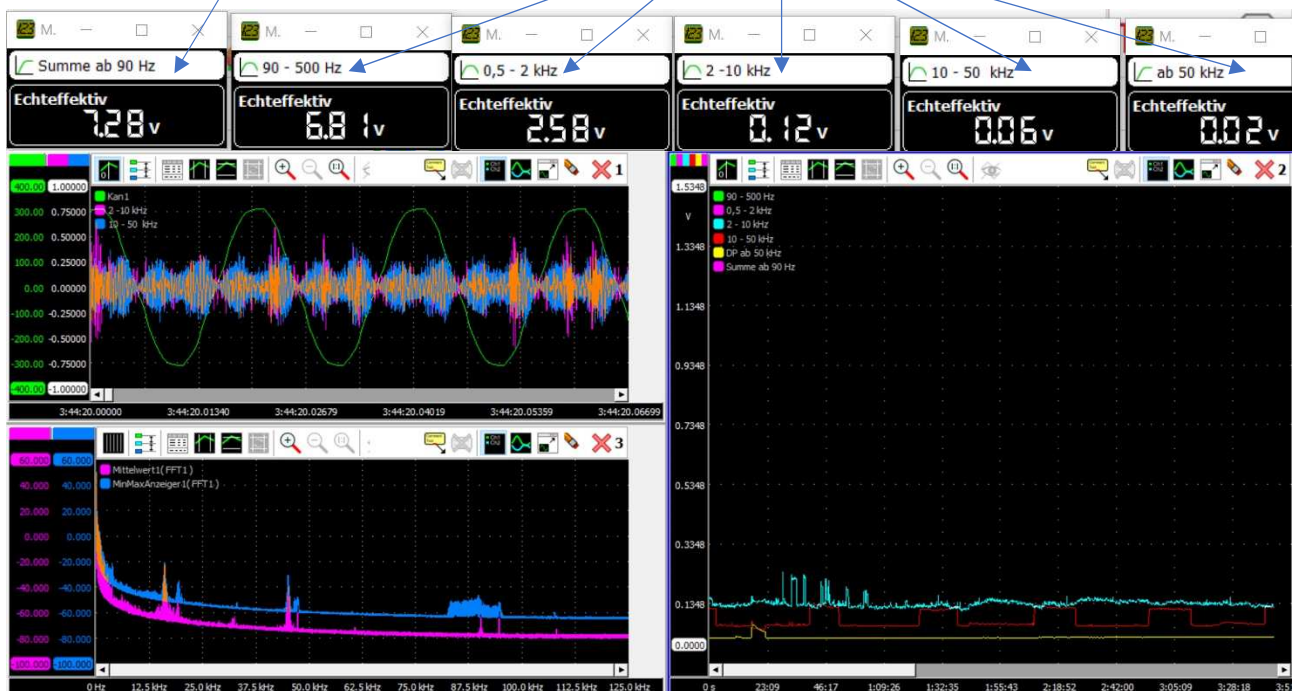 M.
M.
M.
M.
M.
M.
Summe ab 90 Hz
90 - 500 Hz
0,5 - 2 kHz
2 -10 kHz
10 - 50 kHz
ab 50 kHz
Echteffektiv
7.28 v
Echteffektiv
6.81 v
Echteffektiv
2.58 v
Echteffektiv
0.12 v
Echteffektiv
0.06 v
Echteffektiv
0.02 v
1
400.00 1.00000
300.00 0.75000
200.00 0.50000
100.00 0.25000
0.00 0.00000
-100.00 -0.25000
-200.00 -0.50000
-300.00 -0.75000
-400.00 -1.00000
Kan1
2 -10 kHz
10 - 50 kHz
3:44:20.00000 3:44:20.01340 3:44:20.02679 3:44:20.04019 3:44:20.05359 3:44:20.06699
3
60.000 60.000
40.000 40.000
20.000 20.000
0.000 0.000
-20.000 -20.000
-40.000 -40.000
-60.000 -60.000
-80.000 -80.000
-100.000 -100.000
Mittelwert1( FFT1 )
MinMaxAnzeiger1( FFT1 )
0 Hz 12.5 kHz 25.0 kHz 37.5 kHz 50.0 kHz 62.5 kHz 75.0 kHz 87.5 kHz 100.0 kHz 112.5 kHz 125.0 kHz
2
1.5348
V
1.3348
1.1348
0.9348
0.7348
0.5348
0.3348
0.1348
0.0000
90 - 500 Hz
0,5 - 2 kHz
2 - 10 kHz
10 - 50 kHz
DP ab 50 kHz
Summe ab 90 Hz
0 s 23:09 46:17 1:09:26 1:32:35 1:55:43 2:18:52 2:42:00 3:05:09 3:28:18